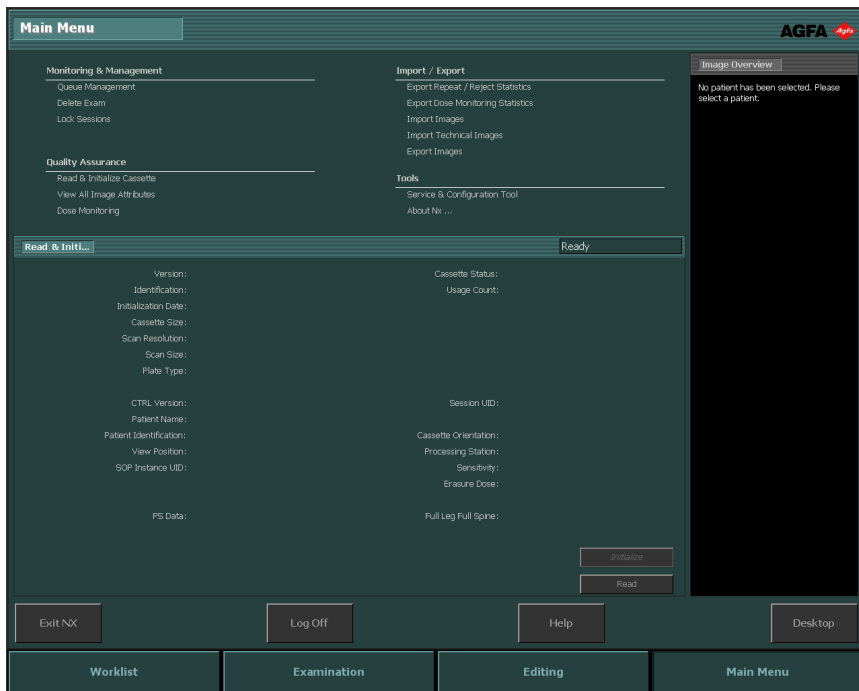 Main Menu
AGFA
Agfa
Monitoring & Management
Queue Management
Delete Exam
Lock Sessions
Quality Assurance
Read & Initialize Cassette
View All Image Attributes
Dose Monitoring
Import / Export
Export Repeat / Reject Statistics
Export Dose Monitoring Statistics
Import Images
Import Technical Images
Export Images
Tools
Service & Configuration Tool
About Nx ...
Image Overview
No patient has been selected. Please
select a patient.
Read & Initi...
Ready
Version:
Identification:
Initialization Date:
Cassette Size:
Scan Resolution:
Scan Size:
Plate Type:
Cassette Status:
Usage Count:
CTRL Version:
Patient Name:
Patient Identification:
View Position:
SOP Instance UID:
PS Data:
Session UID:
Cassette Orientation:
Processing Station:
Sensitivity:
Erasure Dose:
Full Leg Full Spine:
Initialize
Read
Exit NX
Log Off
Help
Desktop
Worklist
Examination
Editing
Main Menu